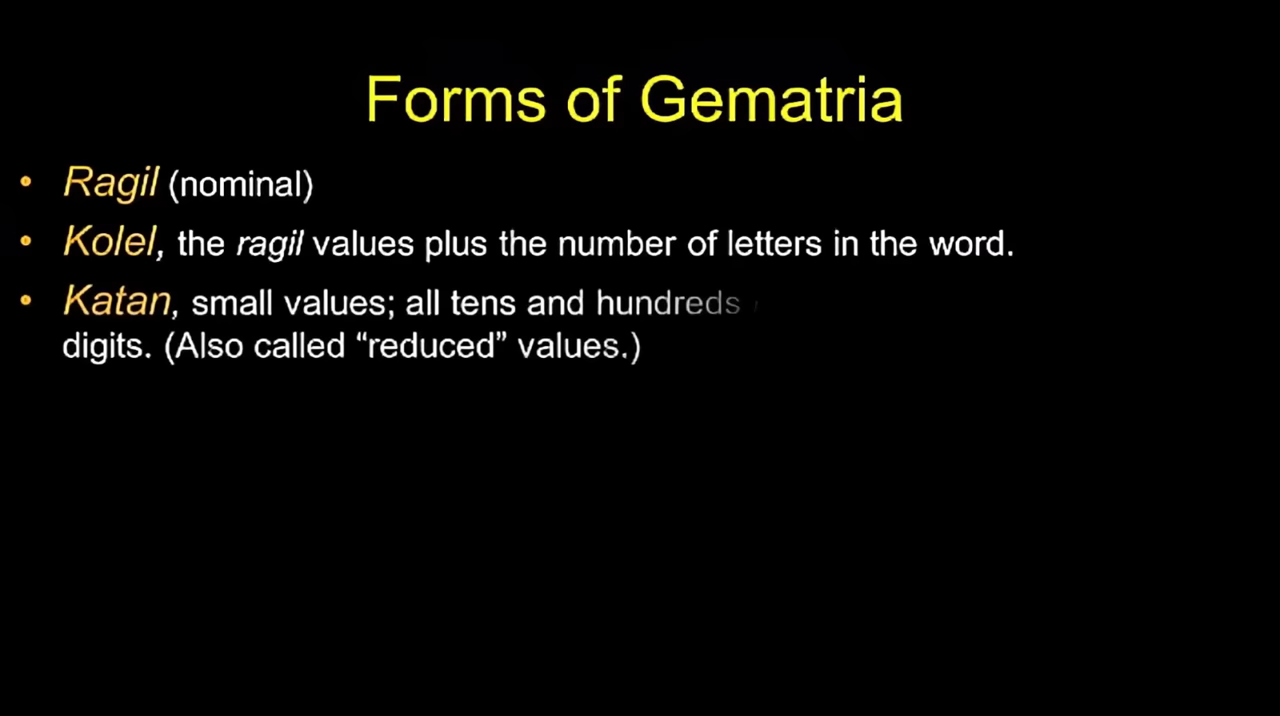 Forms of Gematria
• Ragil (nominal)
• Kolel, the ragil values plus the number of letters in the word.
• Katan, small values; all tens and hundreds
digits. (Also called “reduced” values.)